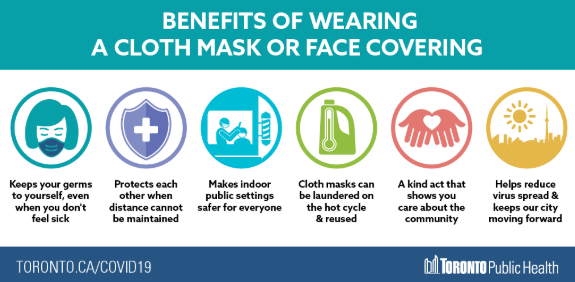 BENEFITS OF WEARING
A CLOTH MASK OR FACE COVERING
Keeps your germs
to yourself, even
when you don't
feel sick
Protects each
other when
distance cannot
be maintained
Makes indoor
public settings
safer for everyone
Cloth masks can
be laundered on
the hot cycle
& reused
A kind act that
shows you
care about the
community
Helps reduce
virus spread &
keeps our city
moving forward
TORONTO.CA/COVID19
TORONTO Public Health